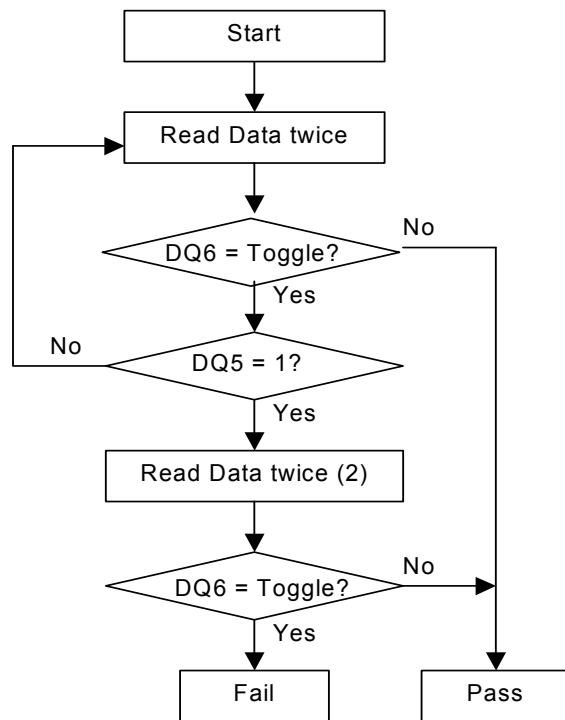 Start
Read Data twice
DQ6 = Toggle?
No
Yes
No
DQ5 = 1?
Yes
Read Data twice (2)
DQ6 = Toggle?
No
Yes
Fail
Pass